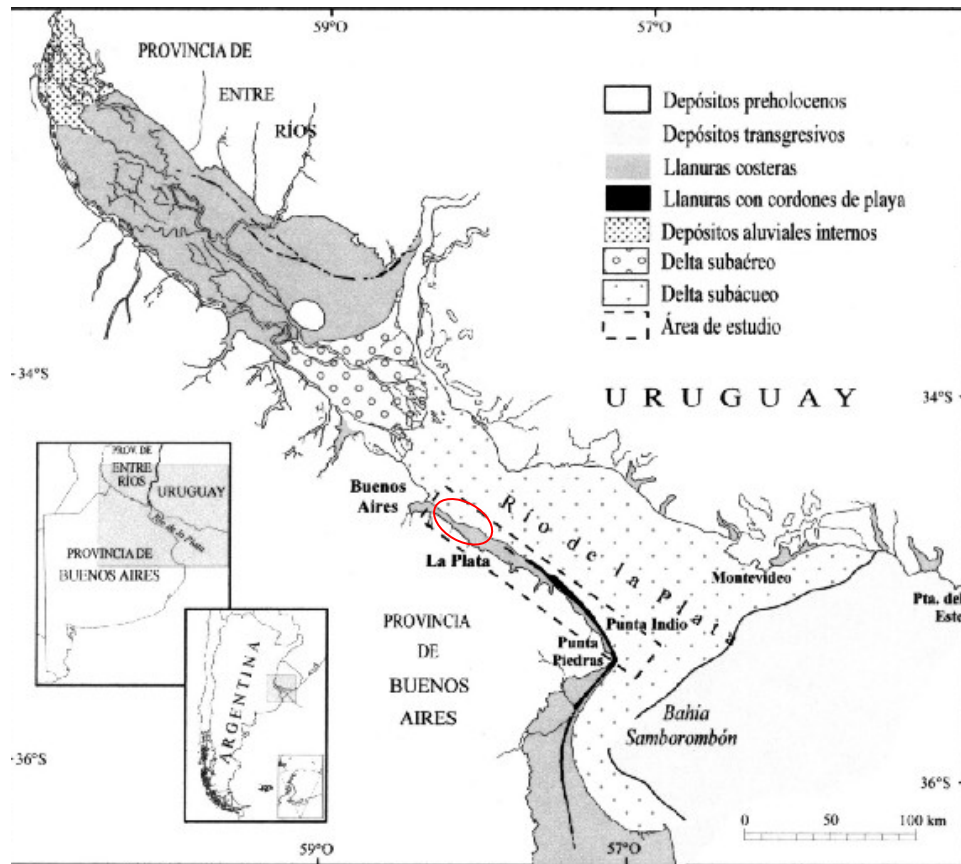 59°O
57°O
PROVINCIA DE
ENTRE
RÍOS
Depósitos preholocenos
Depósitos transgresivos
Llanuras costeras
Llanuras con cordones de playa
Depósitos aluviales internos
Delta subaéreo
Delta subácueo
Área de estudio
34°S
34°S
URUGUAY
PROV. DE
ENTRE
RÍOS
URUGUAY
Río de la Plata
PROVINCIA DE
BUENOS AIRES
Buenos
Aires
Río de la Plata
La Plata
Montevideo
Pta. del
Este
PROVINCIA
DE
BUENOS
AIRES
Punta Indio
Punta
Piedras
Bahía
Samborombón
ARGENTINA
36°S
36°S
0 50 100 km
59°O
57°O